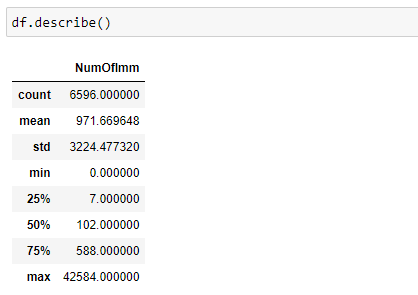 df.describe()
NumOfImm
count 6596.000000
mean 971.669648
std 3224.477320
min 0.000000
25% 7.000000
50% 102.000000
75% 588.000000
max 42584.000000